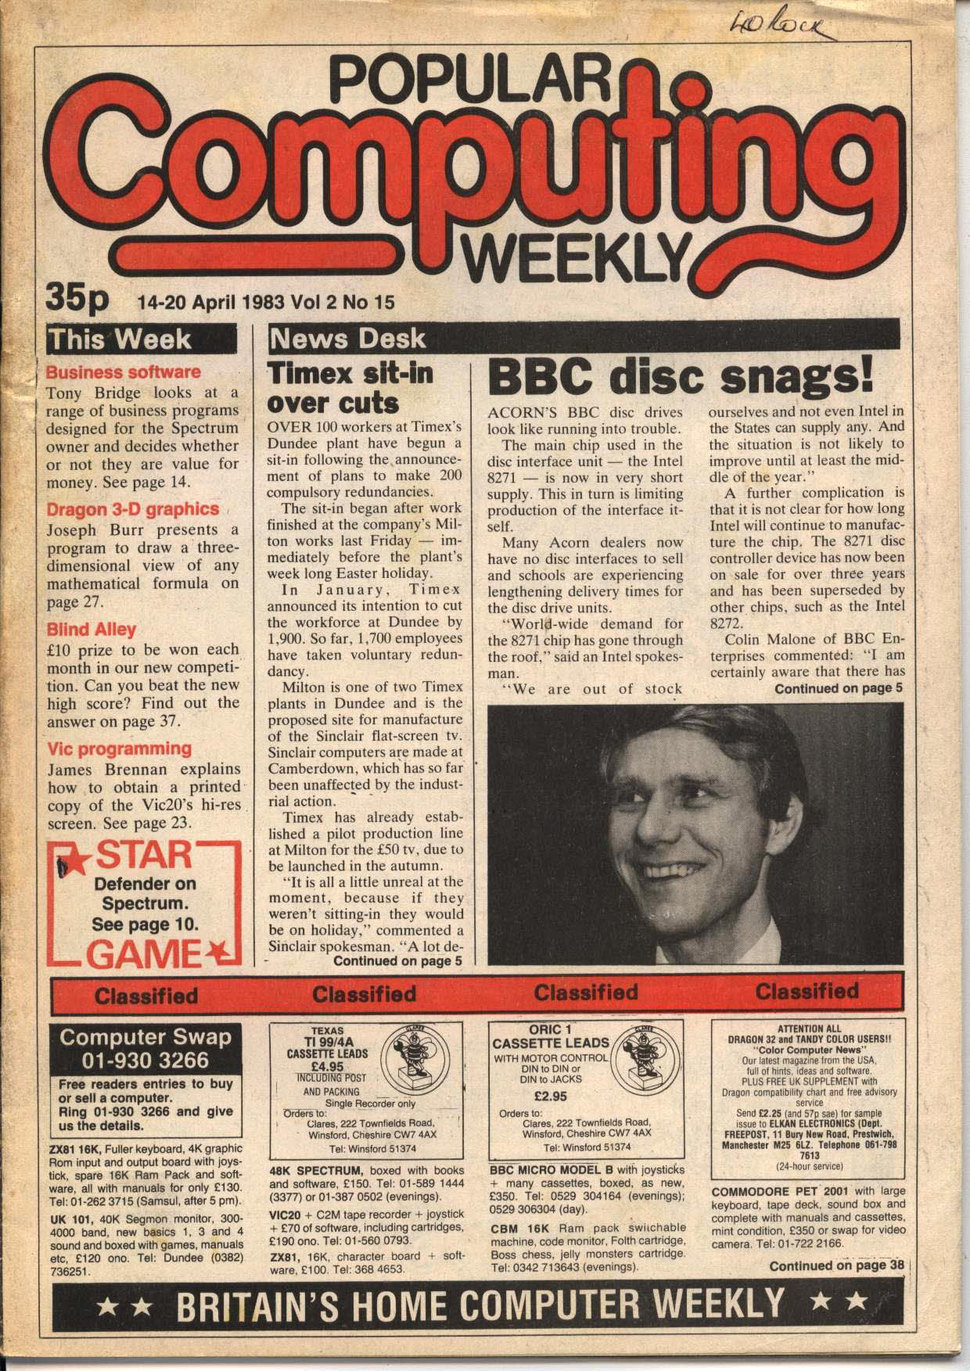 POPULAR
Computing
WEEKLY
35p 14-20 April 1983 Vol 2 No 15
This Week
Business software
Tony Bridge looks at a
range of business programs
designed for the Spectrum
owner and decides whether
or not they are value for
money. See page 14.
Dragon 3-D graphics
Joseph Burr presents a
program to draw a three-
dimensional view of any
mathematical formula on
page 27.
Blind Alley
£10 prize to be won each
month in our new competi-
tion. Can you beat the new
high score? Find out the
answer on page 37.
Vic programming
James Brennan explains
how to obtain a printed
copy of the Vic20's hi-res
screen. See page 23.
STAR
Defender on
Spectrum.
See page 10.
GAME
News Desk
Timex sit-in
over cuts
OVER 100 workers at Timex's
Dundee plant have begun a
sit-in following the announce-
ment of plans to make 200
compulsory redundancies.
The sit-in began after work
finished at the company's Mil-
ton works last Friday — im-
mediately before the plant's
week long Easter holiday.
In January, Timex
announced its intention to cut
the workforce at Dundee by
1,900. So far, 1,700 employees
have taken voluntary redun-
dancy.
Milton is one of two Timex
plants in Dundee and is the
proposed site for manufacture
of the Sinclair flat-screen tv.
Sinclair computers are made at
Camberdown, which has so far
been unaffected by the indust-
rial action.
Timex has already estab-
lished a pilot production line
at Milton for the £50 tv, due to
be launched in the autumn.
"It is all a little unreal at the
moment, because if they
weren't sitting-in they would
be on holiday," commented a
Sinclair spokesman. "A lot de-
Continued on page 5
BBC disc snags!
ACORN'S BBC disc drives
look like running into trouble.
The main chip used in the
disc interface unit — the Intel
8271 — is now in very short
supply. This in turn is limiting
production of the interface it-
self.
Many Acorn dealers now
have no disc interfaces to sell
and schools are experiencing
lengthening delivery times for
the disc drive units.
"World-wide demand for
the 8271 chip has gone through
the roof," said an Intel spokes-
man.
"We are out of stock
ourselves and not even Intel in
the States can supply any. And
the situation is not likely to
improve until at least the mid-
dle of the year."
A further complication is
that it is not clear for how long
Intel will continue to manufac-
ture the chip. The 8271 disc
controller device has now been
on sale for over three years
and has been superseded by
other chips, such as the Intel
8272.
Colin Malone of BBC En-
terprises commented: "I am
certainly aware that there has
Continued on page 5
Classified Classified Classified Classified
Computer Swap
01-930 3266
Free readers entries to buy
or sell a computer.
Ring 01-930 3266 and give
us the details.
ZX81 16K, Fuller keyboard, 4K graphic
Rom input and output board with joys-
tick, spare 16K Ram Pack and soft-
ware, all with manuals for only £130.
Tel: 01-262 3715 (Samsul, after 5 pm).
UK 101, 40K Segmon monitor, 300-
4000 band, new basics 1, 3 and 4
sound and boxed with games, manuals
etc, £120 ono. Tel: Dundee (0382)
736251.
TEXAS
TI 99/4A
CASSETTE LEADS
£4.95
INCLUDING POST
AND PACKING
Single Recorder only
Orders to:
Clares, 222 Townfields Road,
Winsford, Cheshire CW7 4AX
Tel: Winsford 51374
48K SPECTRUM, boxed with books
and software, £150. Tel: 01-589 1444
(3377) or 01-387 0502 (evenings).
VIC20 + C2M tape recorder + joystick
+ £70 of software, including cartridges,
£190 ono. Tel: 01-560 0793.
ZX81, 16K, character board + soft-
ware, £100. Tel: 368 4653.
ORIC 1
CASSETTE LEADS
WITH MOTOR CONTROL
DIN to DIN or
DIN to JACKS
£2.95
Orders to:
Clares, 222 Townfields Road,
Winsford, Cheshire CW7 4AX
Tel: Winsford 51374
BBC MICRO MODEL B with joysticks
+ many cassettes, boxed, as new,
£350. Tel: 0529 304164 (evenings);
0529 306304 (day).
CBM 16K Ram pack switchable
machine, code monitor, Folth cartridge,
Boss chess, jelly monsters cartridge.
Tel: 0342 713643 (evenings).
ATTENTION ALL
DRAGON 32 and TANDY COLOR USERS!!
"Color Computer News"
Our latest magazine from the USA,
full of hints, ideas and software.
PLUS FREE UK SUPPLEMENT with
Dragon compatibility chart and free advisory
service
Send £2.25 (and 57p sae) for sample
issue to ELKAN ELECTRONICS (Dept.
FREEPOST, 11 Bury New Road, Prestwich,
Manchester M25 6LZ. Telephone 061-798
7613
(24-hour service)
COMMODORE PET 2001 with large
keyboard, tape deck, sound box and
complete with manuals and cassettes,
mint condition, £350 or swap for video
camera. Tel: 01-722 2166.
Continued on page 38
★ ★ BRITAIN'S HOME COMPUTER WEEKLY ★ ★